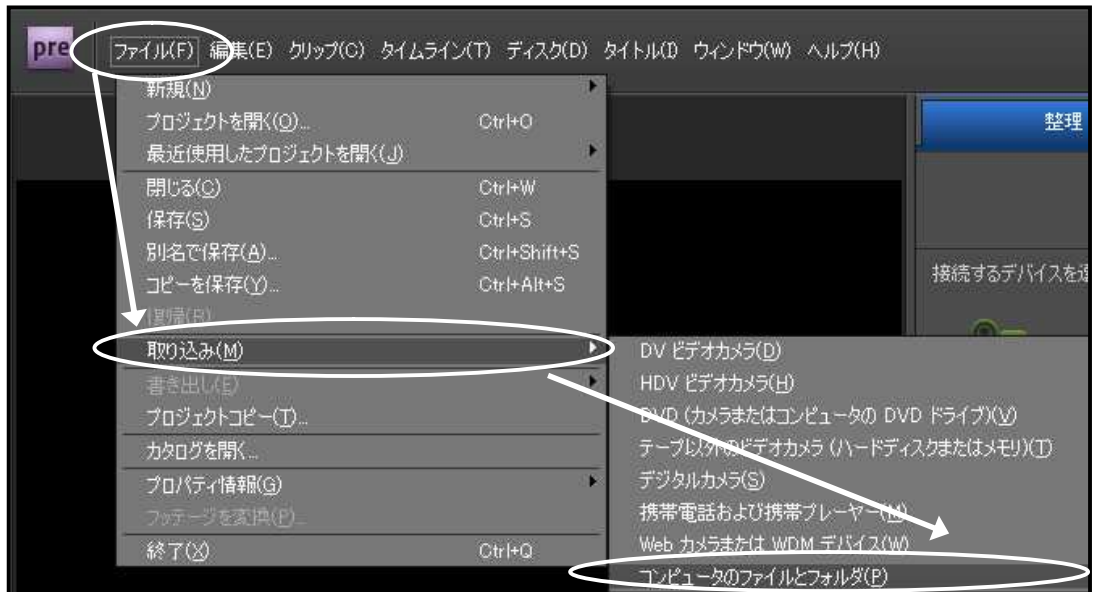 pre
ファイル(F) 編集(E) クリップ(C) タイムライン(T) ディスク(D) タイトル(I) ウィンドウ(W) ヘルプ(H)
新規(N)
プロジェクトを開く(O)... Ctrl+O
最近使用したプロジェクトを開く(J)
閉じる(C) Ctrl+W
保存(S) Ctrl+S
別名で保存(A)... Ctrl+Shift+S
コピーを保存(Y)... Ctrl+Alt+S
復帰(R)
取り込み(M)
書き出し(E)
プロジェクトコピー(T)...
カタログを開く...
プロパティ情報(G)
フッテージを変換(P)...
終了(X) Ctrl+Q
整理
接続するデバイスを選
DV ビデオカメラ(D)
HDV ビデオカメラ(H)
DVD (カメラまたはコンピュータの DVD ドライブ)(V)
テープ以外のビデオカメラ (ハードディスクまたはメモリ)(T)
デジタルカメラ(S)
携帯電話および携帯プレーヤー(M)
Web カメラまたは WDM デバイス(W)
コンピュータのファイルとフォルダ(P)